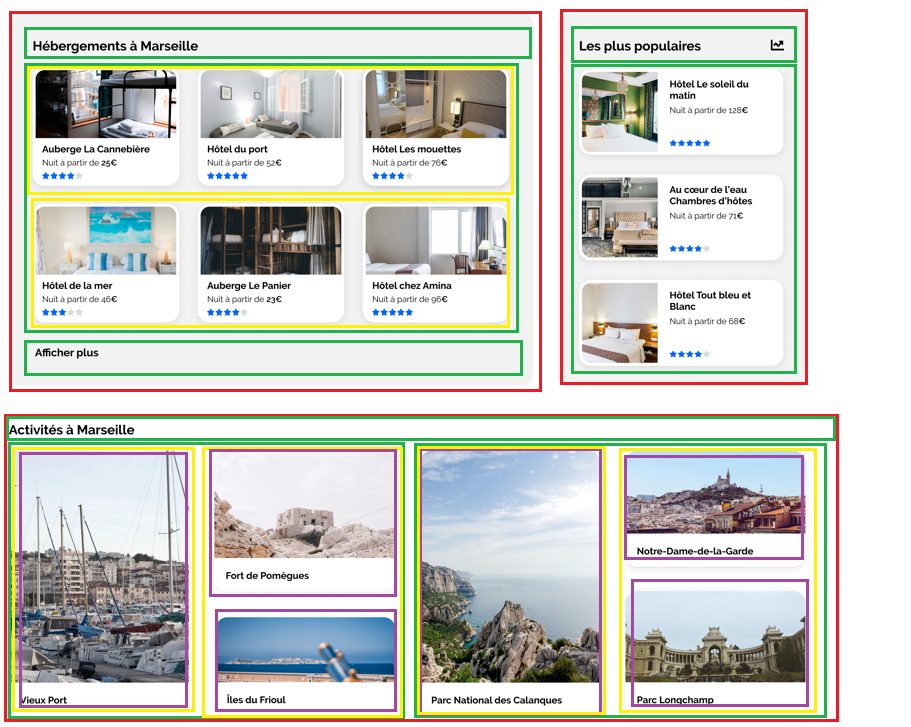 Hébergements à Marseille
Auberge La Cannebière
Nuit à partir de 25€
Hôtel du port
Nuit à partir de 52€
Hôtel Les mouettes
Nuit à partir de 76€
Hôtel de la mer
Nuit à partir de 46€
Auberge Le Panier
Nuit à partir de 23€
Hôtel chez Amina
Nuit à partir de 96€
Afficher plus
Les plus populaires
Hôtel Le soleil du
matin
Nuit à partir de 128€
Au cœur de l'eau
Chambres d'hôtes
Nuit à partir de 71€
Hôtel Tout bleu et
Blanc
Nuit à partir de 68€
Activités à Marseille
Vieux Port
Fort de Pomègues
Îles du Frioul
Parc National des Calanques
Notre-Dame-de-la-Garde
Parc Longchamp